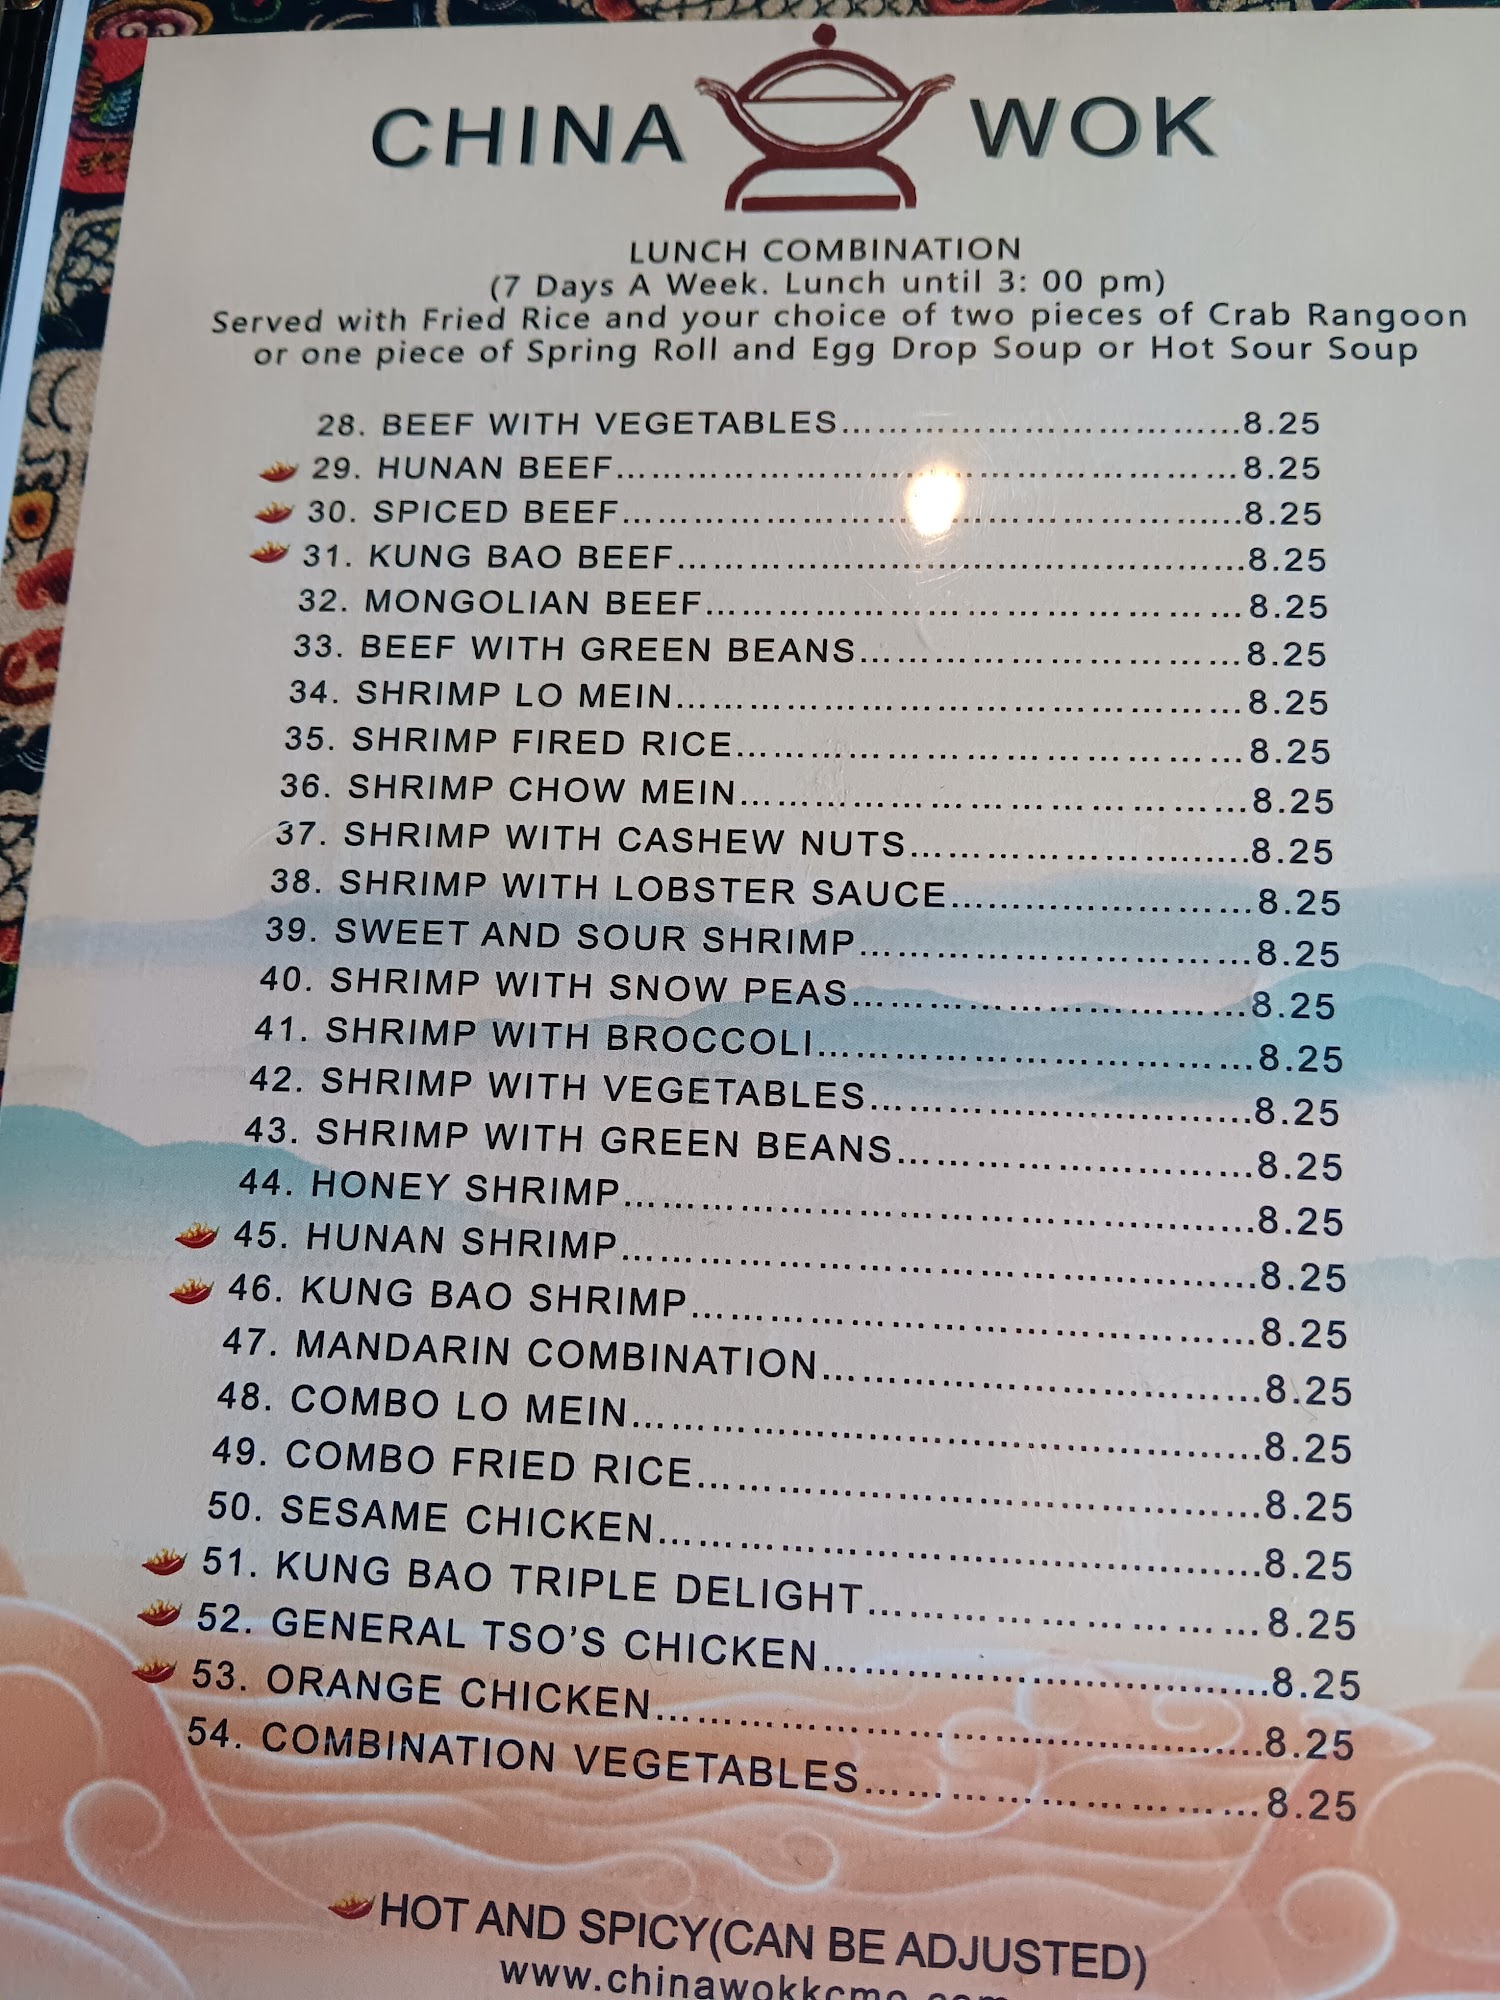 CHINA WOK
LUNCH COMBINATION
(7 Days A Week. Lunch until 3: 00 pm)
Served with Fried Rice and your choice of two pieces of Crab Rangoon
or one piece of Spring Roll and Egg Drop Soup or Hot Sour Soup
28. BEEF WITH VEGETABLES 8.25
29. HUNAN BEEF 8.25
30. SPICED BEEF 8.25
31. KUNG BAO BEEF 8.25
32. MONGOLIAN BEEF 8.25
33. BEEF WITH GREEN BEANS 8.25
34. SHRIMP LO MEIN 8.25
35. SHRIMP FIRED RICE 8.25
36. SHRIMP CHOW MEIN 8.25
37. SHRIMP WITH CASHEW NUTS 8.25
38. SHRIMP WITH LOBSTER SAUCE 8.25
39. SWEET AND SOUR SHRIMP 8.25
40. SHRIMP WITH SNOW PEAS 8.25
41. SHRIMP WITH BROCCOLI 8.25
42. SHRIMP WITH VEGETABLES 8.25
43. SHRIMP WITH GREEN BEANS 8.25
44. HONEY SHRIMP 8.25
45. HUNAN SHRIMP 8.25
46. KUNG BAO SHRIMP 8.25
47. MANDARIN COMBINATION 8.25
48. COMBO LO MEIN 8.25
49. COMBO FRIED RICE 8.25
50. SESAME CHICKEN 8.25
51. KUNG BAO TRIPLE DELIGHT 8.25
52. GENERAL TSO'S CHICKEN 8.25
53. ORANGE CHICKEN 8.25
54. COMBINATION VEGETABLES 8.25
HOT AND SPICY(CAN BE ADJUSTED)
www.chinawokkcmo.com